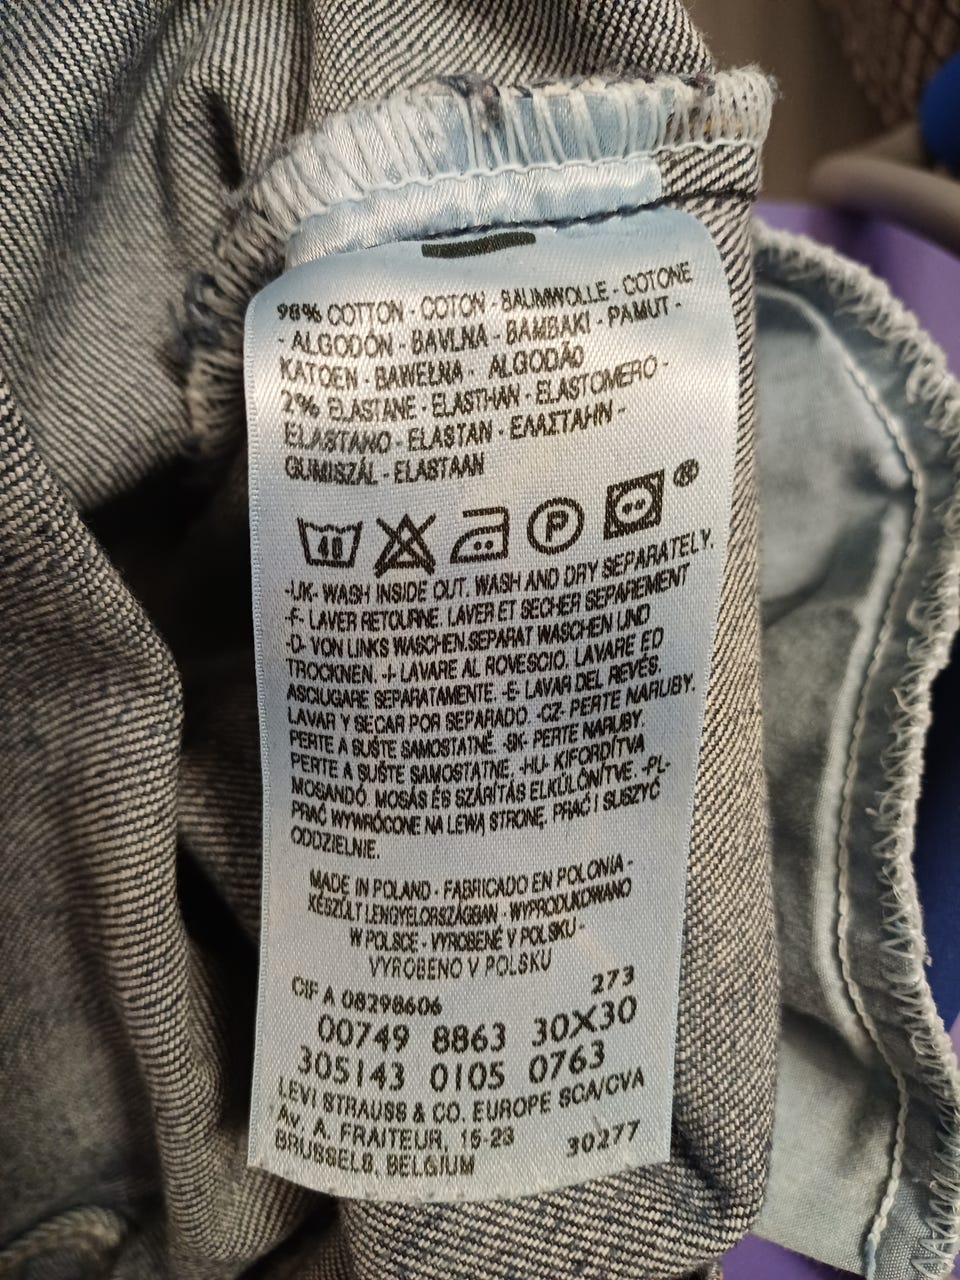 98% COTTON - COTON - BAUMWOLLE - COTONE
- ALGODÓN - BAVLNA - BAMBAKI - PAMUT -
KATOEN - BAWEŁNA - ALGODÃO
2% ELASTANE - ELASTHAN - ELASTOMERO -
ELASTANO - ELASTAN - ΕΛΑΣΤΑΗΝ -
GUMISZÁL - ELASTAAN
40 P ®
-UK- WASH INSIDE OUT. WASH AND DRY SEPARATELY.
-F- LAVER RETOURNE. LAVER ET SECHER SEPAREMENT
-D- VON LINKS WASCHEN.SEPARAT WASCHEN UND
TROCKNEN. -I- LAVARE AL ROVESCIO. LAVARE ED
ASCIUGARE SEPARATAMENTE. -E- LAVAR DEL REVÉS.
LAVAR Y SECAR POR SEPARADO. -CZ- PERTE NARUBY.
PERTE A SUŠTE SAMOSTATNĚ. -SK- PERTE NARUBY.
PERTE A SUŠTE SAMOSTATNE. -HU- KIFORDÍTVA
MOSANDÓ. MOSÁS ÉS SZÁRÍTÁS ELKÜLÖNÍTVE. -PL-
PRAĆ WYWRÓCONE NA LEWĄ STRONĘ, PRAĆ I SUSZYĆ
ODDZIELNIE.
MADE IN POLAND - FABRICADO EN POLONIA -
KÉSZÜLT LENGYELORSZÁGBAN - WYPRODUKOWANO
W POLSCE - VYROBENÉ V POLSKU -
VYROBENO V POLSKU
CIF A 08298606 273
00749 8863 30X30
305143 0105 0763
LEVI STRAUSS & CO. EUROPE SCA/CVA
AV. A. FRAITEUR, 15-23
BRUSSELS, BELGIUM 30277